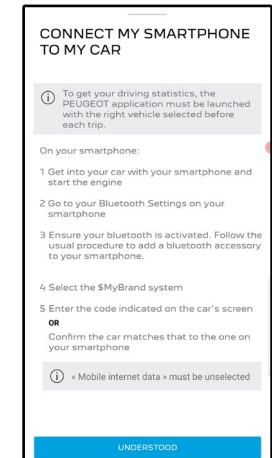 CONNECT MY SMARTPHONE
TO MY CAR
To get your driving statistics, the
PEUGEOT application must be launched
with the right vehicle selected before
each trip.
On your smartphone:
1 Get into your car with your smartphone and
start the engine
2 Go to your Bluetooth Settings on your
smartphone
3 Ensure your bluetooth is activated. Follow the
usual procedure to add a bluetooth accessory
to your smartphone.
4 Select the $MyBrand system
5 Enter the code indicated on the car's screen
OR
Confirm the car matches that to the one on
your smartphone
« Mobile internet data » must be unselected
UNDERSTOOD